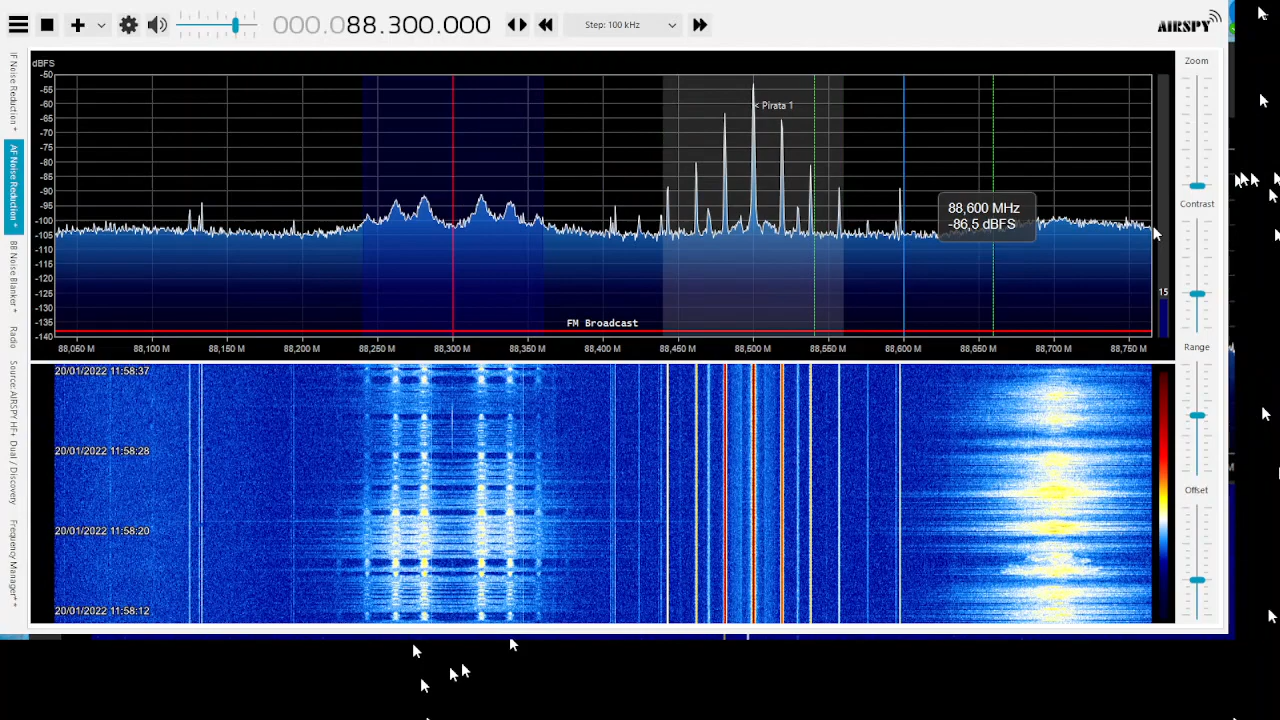 000.088.300.000
Step: 100 kHz
AIRSPY
IF Noise Reduction *
AF Noise Reduction *
BB Noise Blanker *
Radio
Source: AIRSPY HF+ Dual / Discovery
Frequency Manager *
dBFS
-50
-55
-60
-65
-70
-75
-80
-85
-90
-95
-100
-105
-110
-115
-120
-125
-130
-135
-140
< Pirata 1
88,600 MHz
-86,5 dBFS
FM Broadcast
15
88,050 M 88,100 M 88,150 M 88,200 M 88,250 M 88,300 M 88,350 M 88,400 M 88,450 M 88,500 M 88,550 M 88,600 M 88,650 M 88,700 M 88,750 M
20/01/2022 11:58:37
20/01/2022 11:58:28
20/01/2022 11:58:20
20/01/2022 11:58:12
Zoom
Contrast
Range
Offset